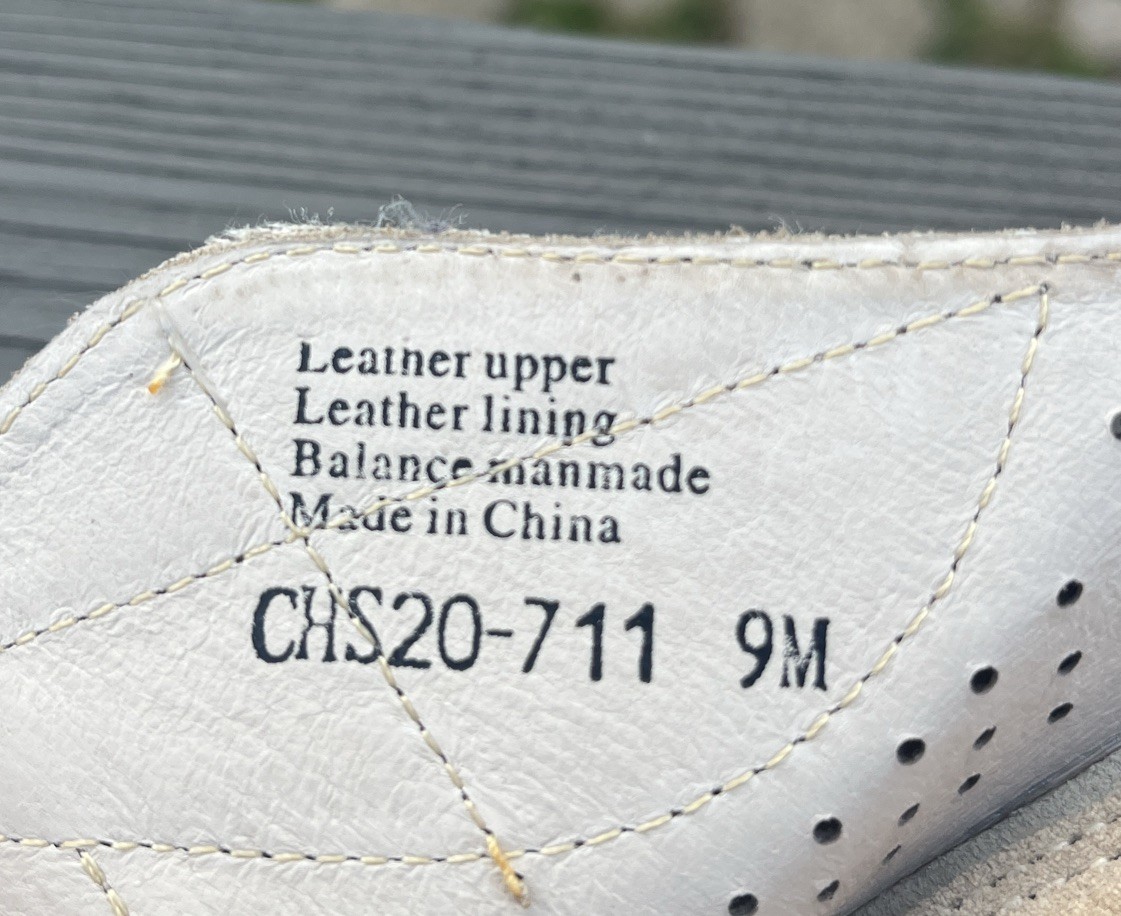 Leather upper
Leather lining
Balance manmade
Made in China
CHS20-711 9M